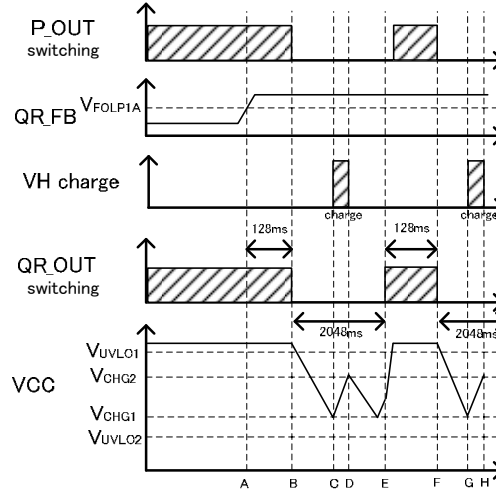 P_OUT
switching
VFOLP1A
QR_FB
VH charge
charge
charge
128ms
128ms
QR_OUT
switching
2048ms
2048ms
VUVLO1
VCHG2
VCC
VCHG1
VUVLO2
A B C D E F G H